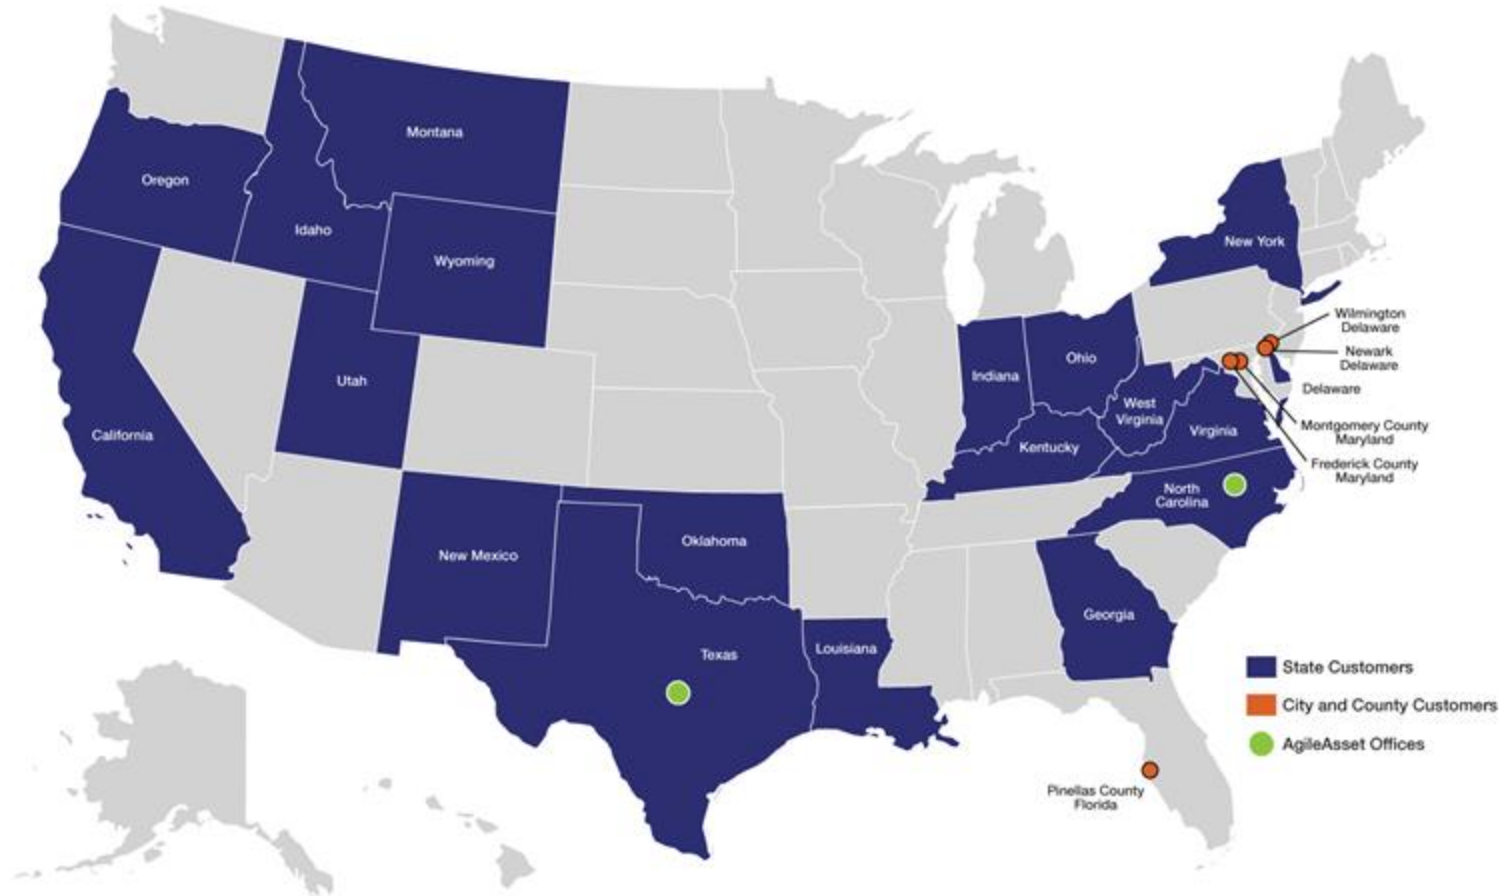 Montana
Oregon
Idaho
Wyoming
New York
Wilmington
Delaware
Newark
Delaware
Ohio
Indiana
Utah
Delaware
West
Virginia
California
Montgomery County
Maryland
Virginia
Kentucky
Frederick County
Maryland
North
Carolina
Oklahoma
New Mexico
Georgia
Louisiana
Texas
State Customers
City and County Customers
AgileAsset Offices
Pinellas County
Florida